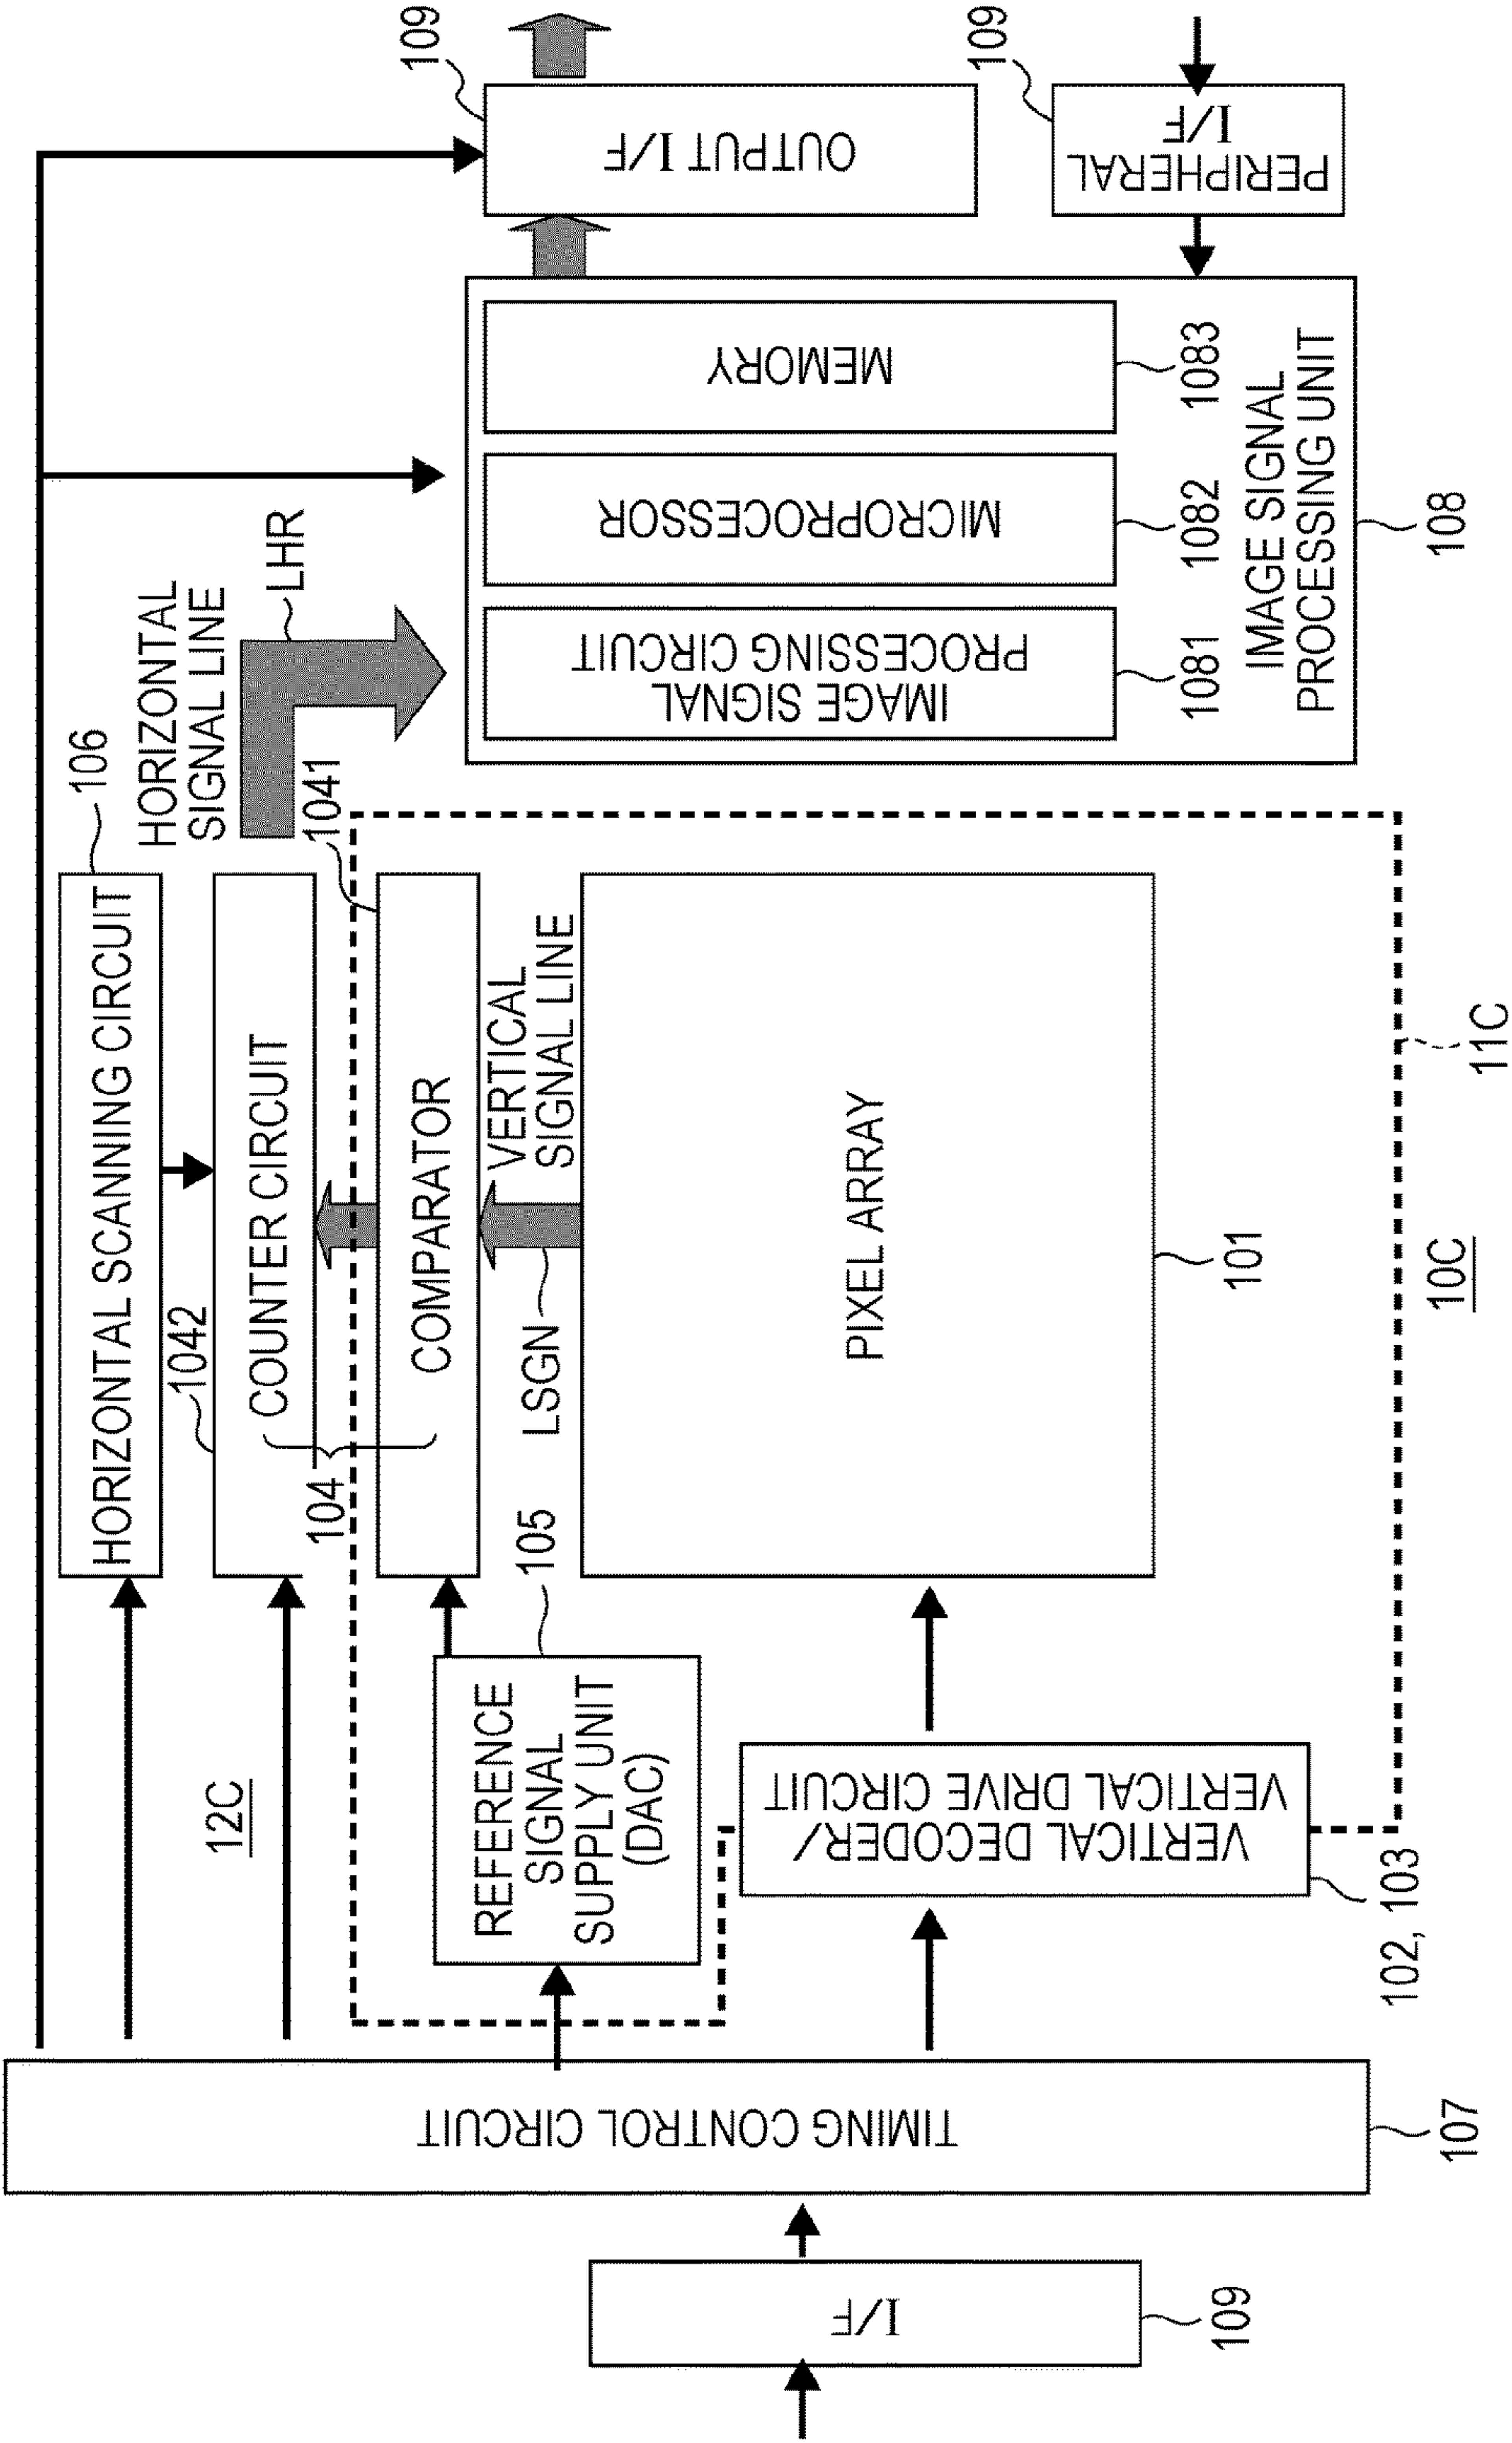 HORIZONTAL SCANNING CIRCUIT
106
HORIZONTAL
SIGNAL LINE
LHR
1042
COUNTER CIRCUIT
104
1041
COMPARATOR
12C
REFERENCE
SIGNAL
SUPPLY UNIT
(DAC)
105
LSGN
VERTICAL
SIGNAL LINE
PIXEL ARRAY
101
VERTICAL DECODER/
VERTICAL DRIVE CIRCUIT
102, 103
TIMING CONTROL CIRCUIT
107
I/F
109
11C
10C
IMAGE SIGNAL
PROCESSING CIRCUIT
1081
MICROPROCESSOR
1082
MEMORY
1083
IMAGE SIGNAL
PROCESSING UNIT
108
OUTPUT I/F
109
PERIPHERAL
I/F
109